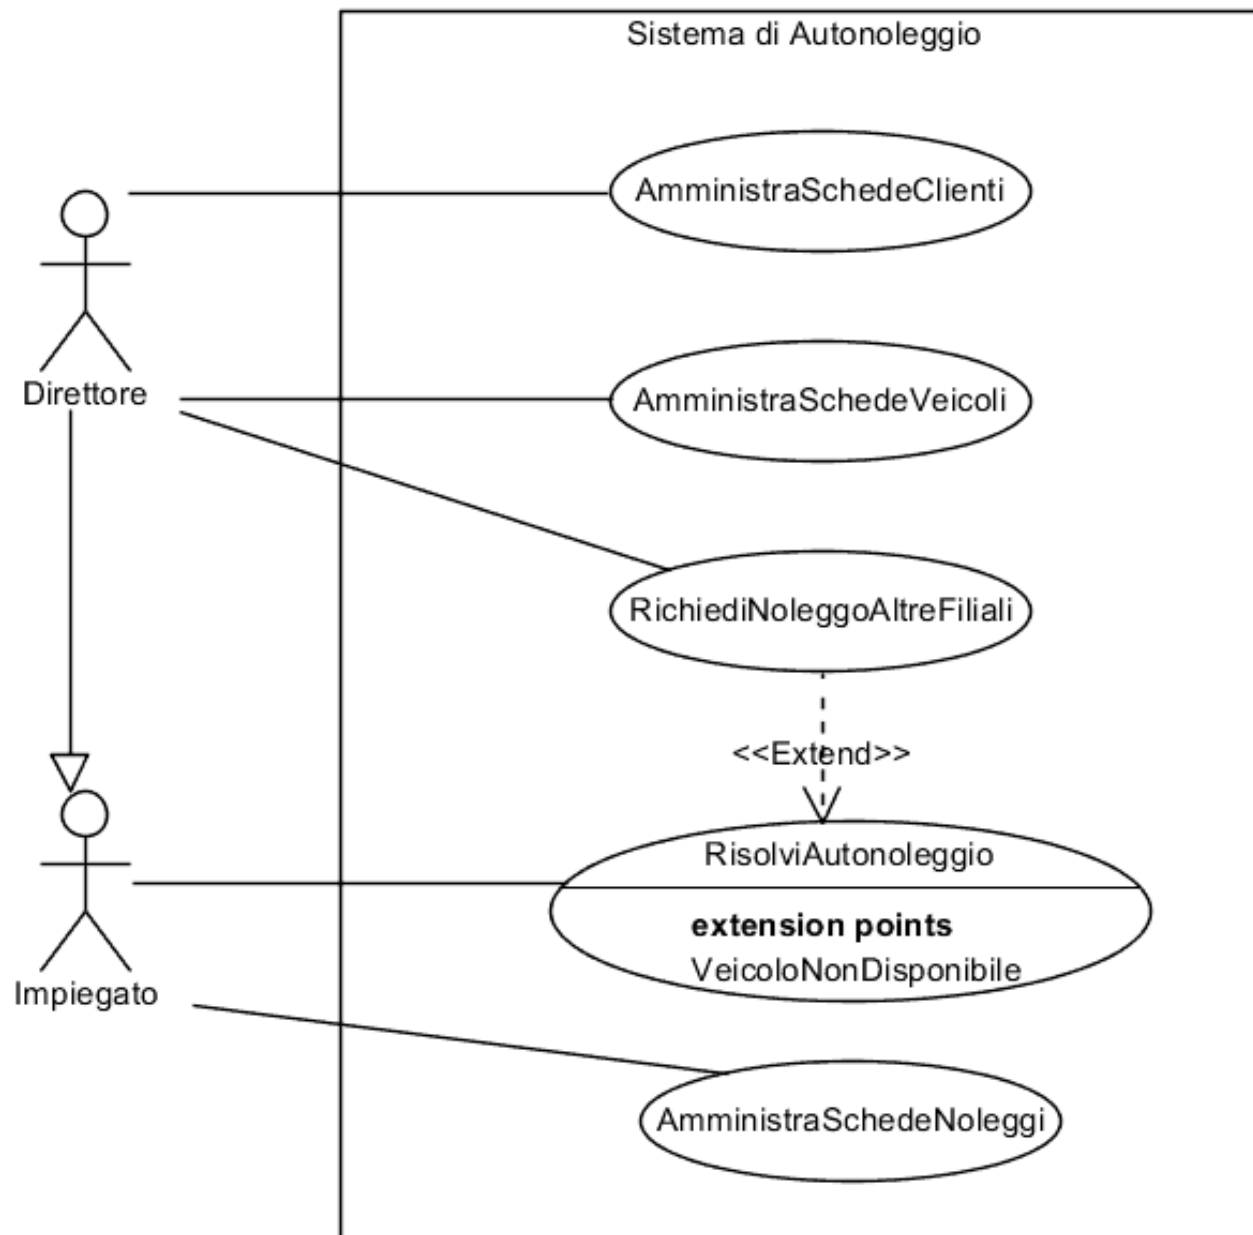 Sistema di Autonoleggio
AmministraSchedeClienti
Direttore
AmministraSchedeVeicoli
RichiediNoleggoAltreFiliali
<<Extend>>
RisolviAutonoleggio
extension points
VeicoloNonDisponibile
Impiegato
AmministraSchedeNoleggi